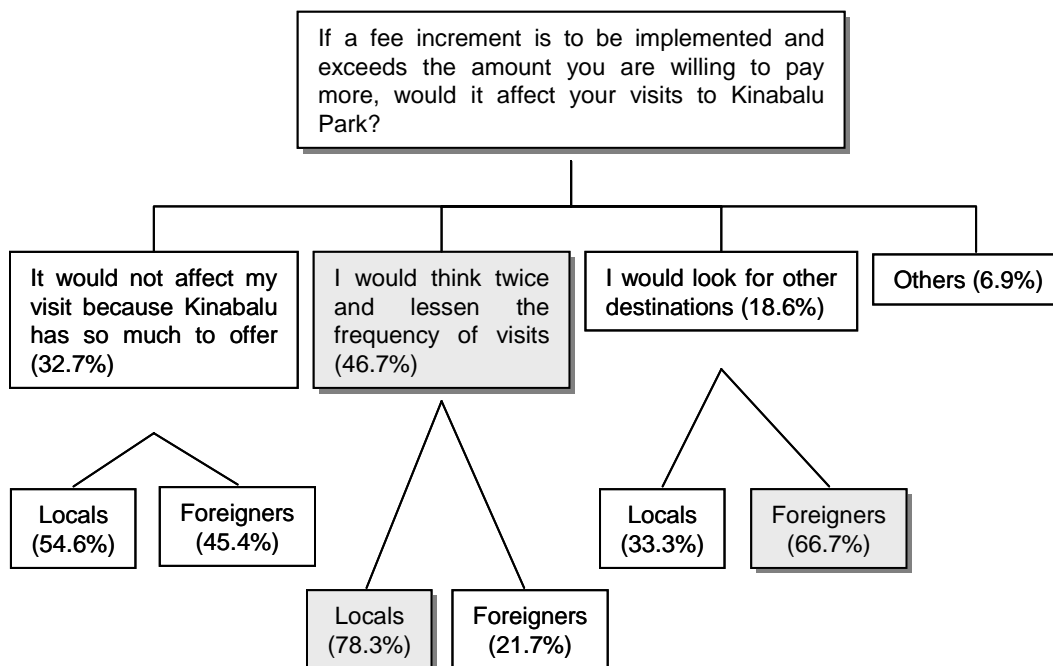 If a fee increment is to be implemented and
exceeds the amount you are willing to pay
more, would it affect your visits to Kinabalu
Park?
It would not affect my
visit because Kinabalu
has so much to offer
(32.7%)
I would think twice
and lessen the
frequency of visits
(46.7%)
I would look for other
destinations (18.6%)
Others (6.9%)
Locals
(54.6%)
Foreigners
(45.4%)
Locals
(78.3%)
Foreigners
(21.7%)
Locals
(33.3%)
Foreigners
(66.7%)